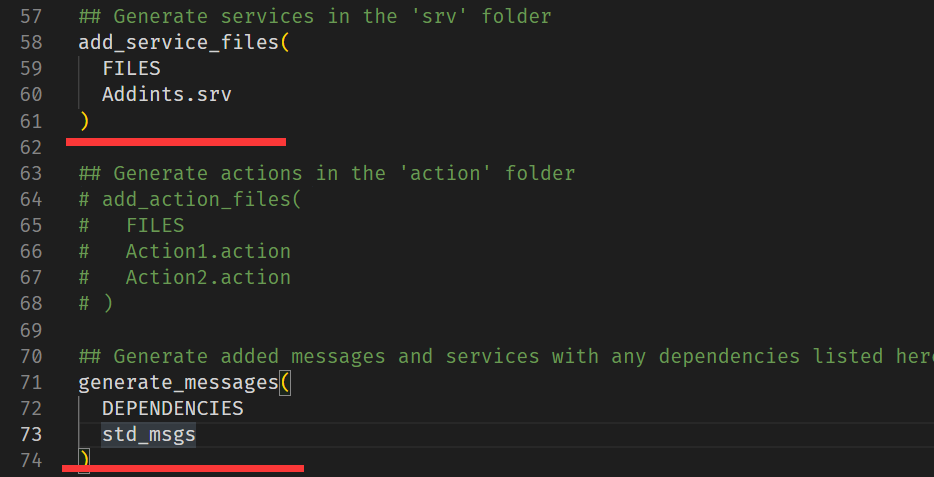 57 ## Generate services in the 'srv' folder
58 add_service_files(
59   FILES
60   Addints.srv
61 )
62
63 ## Generate actions in the 'action' folder
64 # add_action_files(
65 #   FILES
66 #   Action1.action
67 #   Action2.action
68 # )
69
70 ## Generate added messages and services with any dependencies listed here
71 generate_messages(
72   DEPENDENCIES
73   std_msgs
74 )